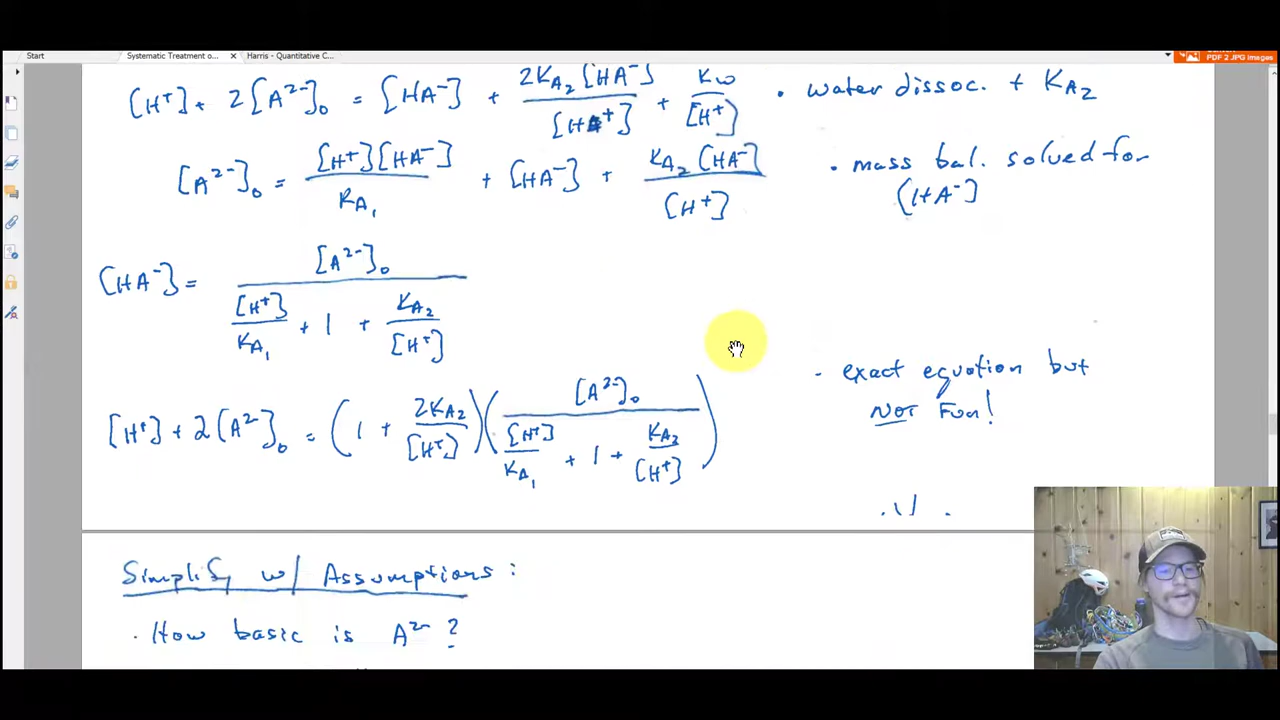 Start
Systematic Treatment o... × Harris - Quantitative C...
PDF 2 JPG Images
[H⁺] + 2[A²⁻]₀ = [HA⁻] + 2K_A₂[HA⁻]/[H⁺] + Kw/[H⁺] · water dissoc. + K_A₂
[A²⁻]₀ = [H⁺][HA⁻]/K_A₁ + [HA⁻] + K_A₂[HA⁻]/[H⁺] · mass bal. solved for
[HA⁻]
[HA⁻] = [A²⁻]₀/([H⁺]/K_A₁ + 1 + K_A₂/[H⁺])
· exact equation but
NOT Fun!
[H⁺] + 2[A²⁻]₀ = (1 + 2K_A₂/[H⁺])([A²⁻]₀/([H⁺]/K_A₁ + 1 + K_A₂/[H⁺]))
Simplify w/ Assumptions:
· How basic is A²⁻?